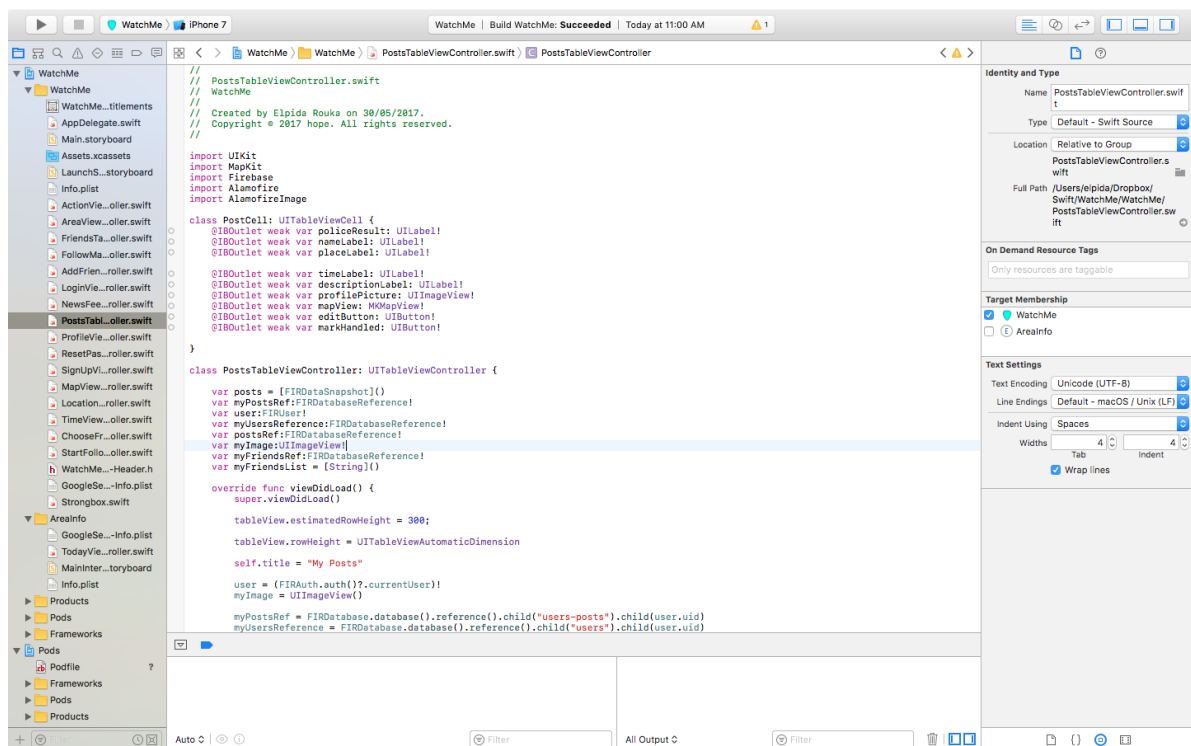 WatchMe 〉 iPhone 7
WatchMe | Build WatchMe: Succeeded | Today at 11:00 AM
1
WatchMe 〉 WatchMe 〉 PostsTableViewController.swift 〉 C PostsTableViewController
WatchMe
WatchMe
WatchMe...titlements
AppDelegate.swift
Main.storyboard
Assets.xcassets
LaunchS...storyboard
Info.plist
ActionVie...oller.swift
AreaView...oller.swift
FriendsTa...oller.swift
FollowMa...oller.swift
AddFrien...roller.swift
LoginVie...roller.swift
NewsFee...roller.swift
PostsTabl...oller.swift
ProfileVie...oller.swift
ResetPas...roller.swift
SignUpVi...roller.swift
MapView...roller.swift
Location...roller.swift
TimeView...oller.swift
ChooseFr...oller.swift
StartFollo...oller.swift
h WatchMe...-Header.h
GoogleSe...-Info.plist
Strongbox.swift
AreaInfo
GoogleSe...-Info.plist
TodayVie...roller.swift
MainInter...toryboard
Info.plist
Products
Pods
Frameworks
Pods
Podfile ?
Frameworks
Pods
Products
Filter
//
// PostsTableViewController.swift
// WatchMe
//
// Created by Elpida Rouka on 30/05/2017.
// Copyright © 2017 hope. All rights reserved.
//
import UIKit
import MapKit
import Firebase
import Alamofire
import AlamofireImage
class PostCell: UITableViewCell {
@IBOutlet weak var policeResult: UILabel!
@IBOutlet weak var nameLabel: UILabel!
@IBOutlet weak var placeLabel: UILabel!
@IBOutlet weak var timeLabel: UILabel!
@IBOutlet weak var descriptionLabel: UILabel!
@IBOutlet weak var profilePicture: UIImageView!
@IBOutlet weak var mapView: MKMapView!
@IBOutlet weak var editButton: UIButton!
@IBOutlet weak var markHandled: UIButton!
}
class PostsTableViewController: UITableViewController {
var posts = [FIRDataSnapshot]()
var myPostsRef:FIRDatabaseReference!
var user:FIRUser!
var myUsersReference:FIRDatabaseReference!
var postsRef:FIRDatabaseReference!
var myImage:UIImageView!
var myFriendsRef:FIRDatabaseReference!
var myFriendsList = [String]()
override func viewDidLoad() {
super.viewDidLoad()
tableView.estimatedRowHeight = 300;
tableView.rowHeight = UITableViewAutomaticDimension
self.title = "My Posts"
user = (FIRAuth.auth()?.currentUser)!
myImage = UIImageView()
myPostsRef = FIRDatabase.database().reference().child("users-posts").child(user.uid)
myUsersReference = FIRDatabase.database().reference().child("users").child(user.uid)
Auto
Filter
All Output
Filter
Identity and Type
Name PostsTableViewController.swif
t
Type Default - Swift Source
Location Relative to Group
PostsTableViewController.s
wift
Full Path /Users/elpida/Dropbox/
Swift/WatchMe/WatchMe/
PostsTableViewController.sw
ift
On Demand Resource Tags
Only resources are taggable
Target Membership
WatchMe
E AreaInfo
Text Settings
Text Encoding Unicode (UTF-8)
Line Endings Default - macOS / Unix (LF)
Indent Using Spaces
Widths 4 4
Tab Indent
Wrap lines